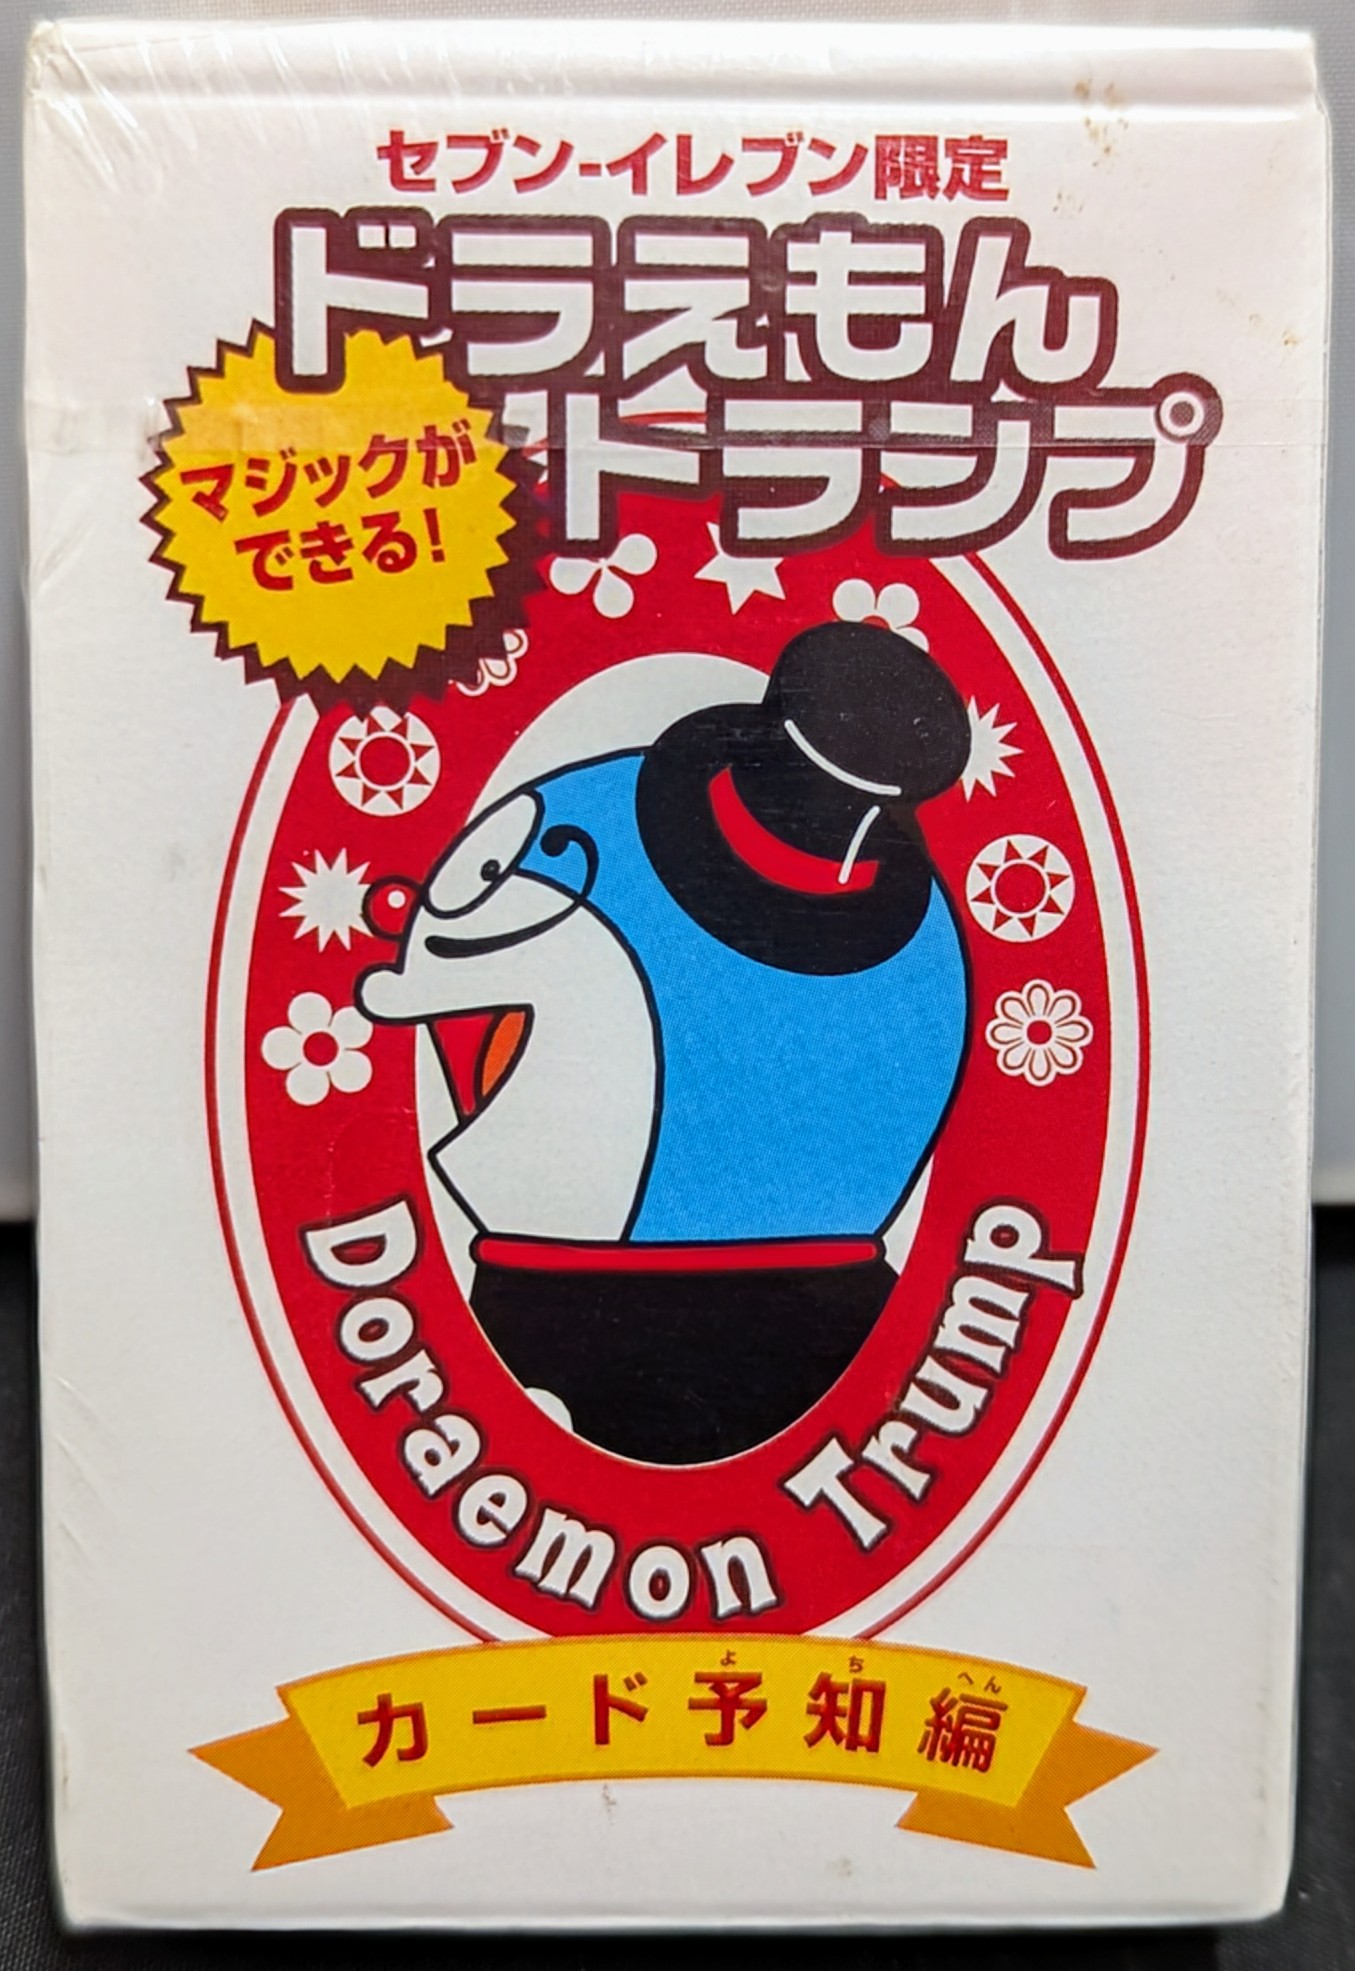 セブン-イレブン限定
ドラえもん
トランプ
マジックが
できる!
Doraemon Trump
カード予知編
よ ち へん